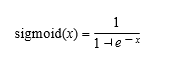 sigmoid(x) = 1 / 1 ⊣ e^−x